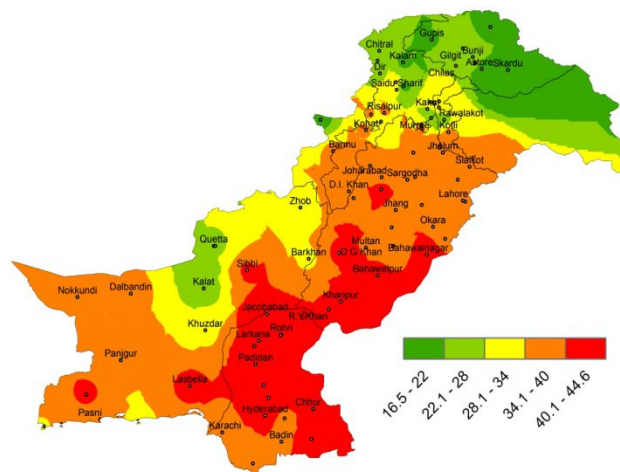 Gupis
Chitral
Bunji
Gilgit
Kalam
Astore
Skardu
Dir
Chilas
Saidu Sharif
Kakul
Risalpur
Rawalakot
Murree
Kotli
Kohat
Bannu
Jhelum
Sialkot
Joharabad
Sargodha
D.I. Khan
Lahore
Zhob
Jhang
Okara
Quetta
Multan
D.G Khan
Bahawalnagar
Barkhan
Sibbi
Bahawalpur
Kalat
Dalbandin
Nokkundi
Khanpur
Jacobabad
R.Y.Khan
Khuzdar
Rohri
Larkana
Panjgur
Padidan
Lasbella
Pasni
Chhor
Hyderabad
Karachi
Badin
16.5 - 22
22.1 - 28
28.1 - 34
34.1 - 40
40.1 - 44.6